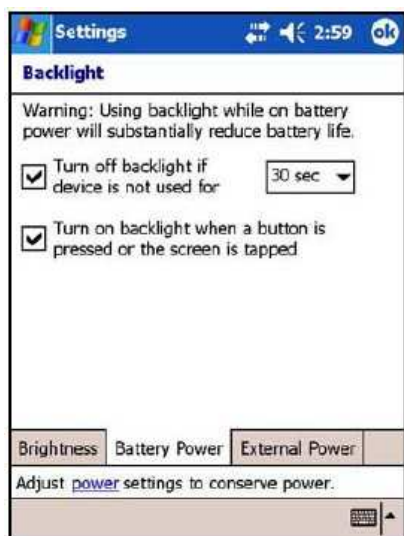 Settings 2:59 ok
Backlight
Warning: Using backlight while on battery
power will substantially reduce battery life.
Turn off backlight if
device is not used for 30 sec
Turn on backlight when a button is
pressed or the screen is tapped
Brightness Battery Power External Power
Adjust power settings to conserve power.